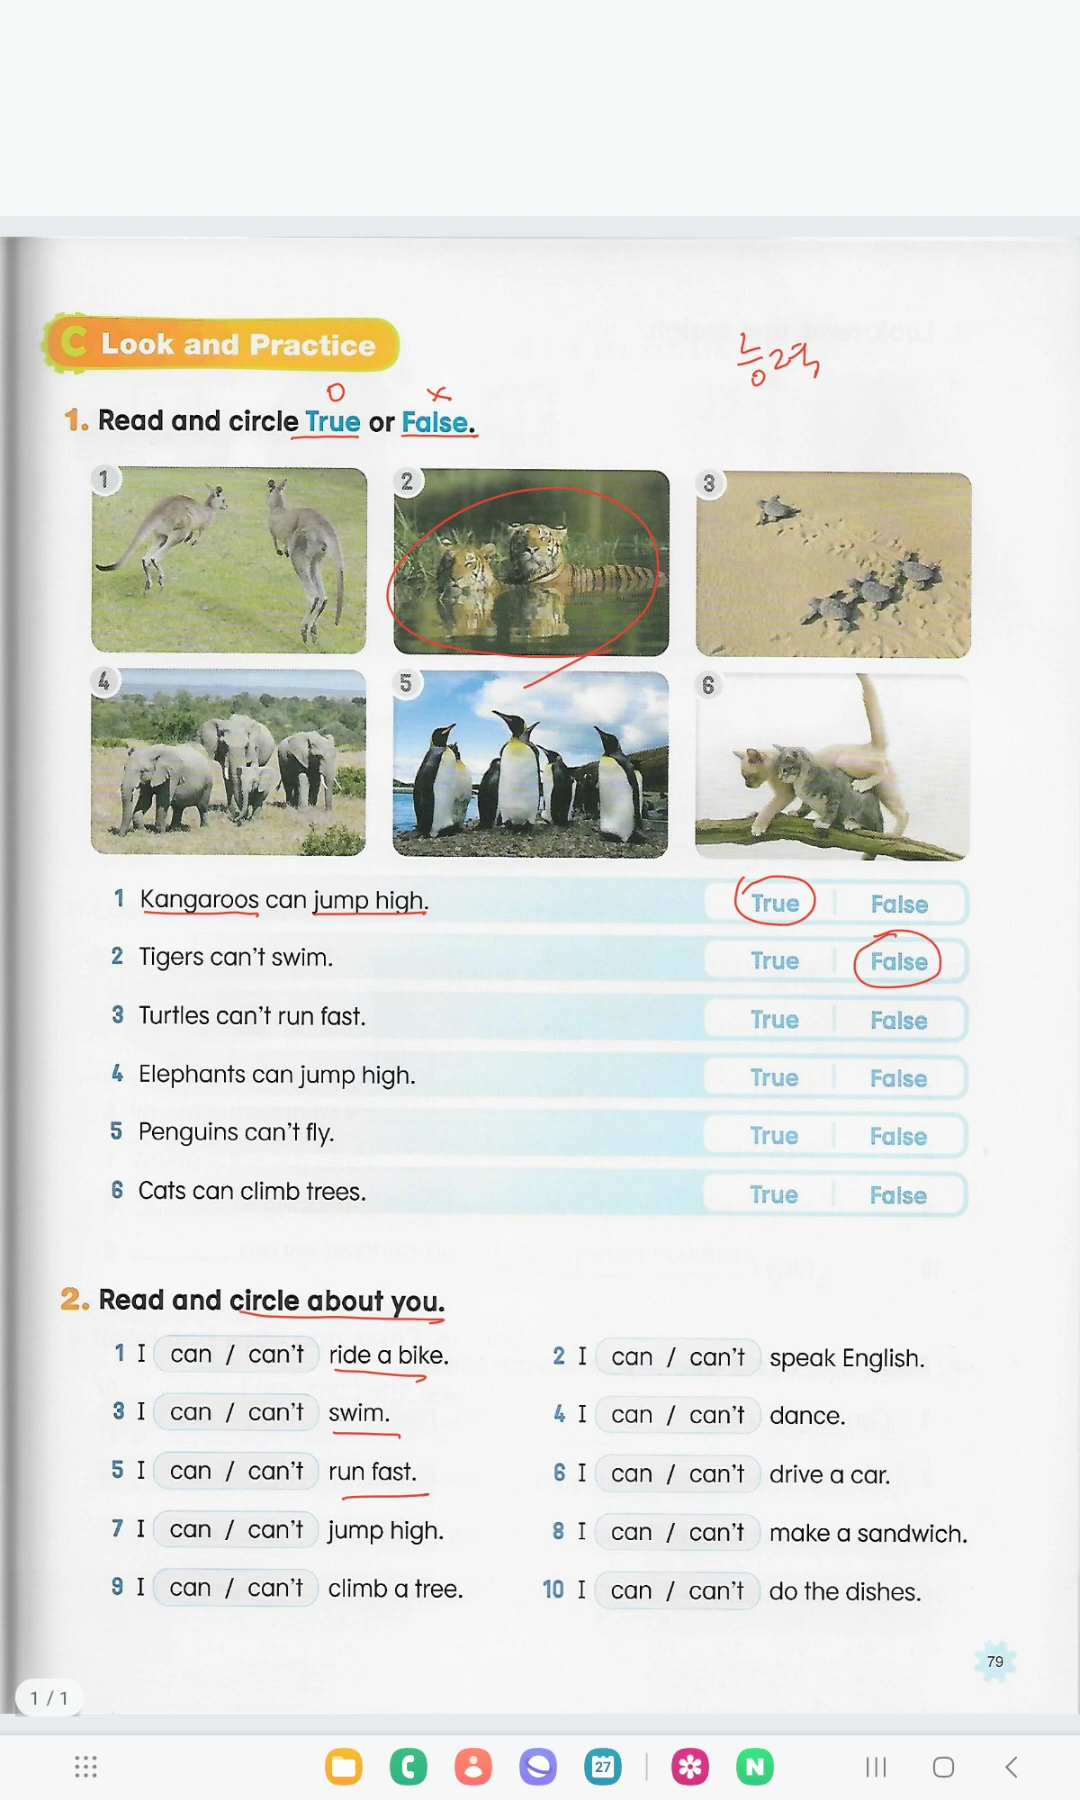 C Look and Practice
능력
O X
1. Read and circle True or False.
1
2
3
4
5
6
1 Kangaroos can jump high. True False
2 Tigers can't swim. True False
3 Turtles can't run fast. True False
4 Elephants can jump high. True False
5 Penguins can't fly. True False
6 Cats can climb trees. True False
2. Read and circle about you.
1 I can / can't ride a bike.
2 I can / can't speak English.
3 I can / can't swim.
4 I can / can't dance.
5 I can / can't run fast.
6 I can / can't drive a car.
7 I can / can't jump high.
8 I can / can't make a sandwich.
9 I can / can't climb a tree.
10 I can / can't do the dishes.
79
1 / 1
27
N